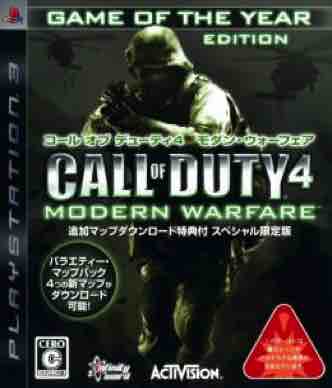 GAME OF THE YEAR
EDITION
PLAYSTATION 3
コール オブ デューティ4 モダン・ウォーフェア
CALL OF DUTY 4
MODERN WARFARE
追加マップダウンロード特典付 スペシャル限定版
バラエティー・
マップパック
4つの新マップを
ダウンロード
可能!
CERO
Infinity Ward
ACTIVISION